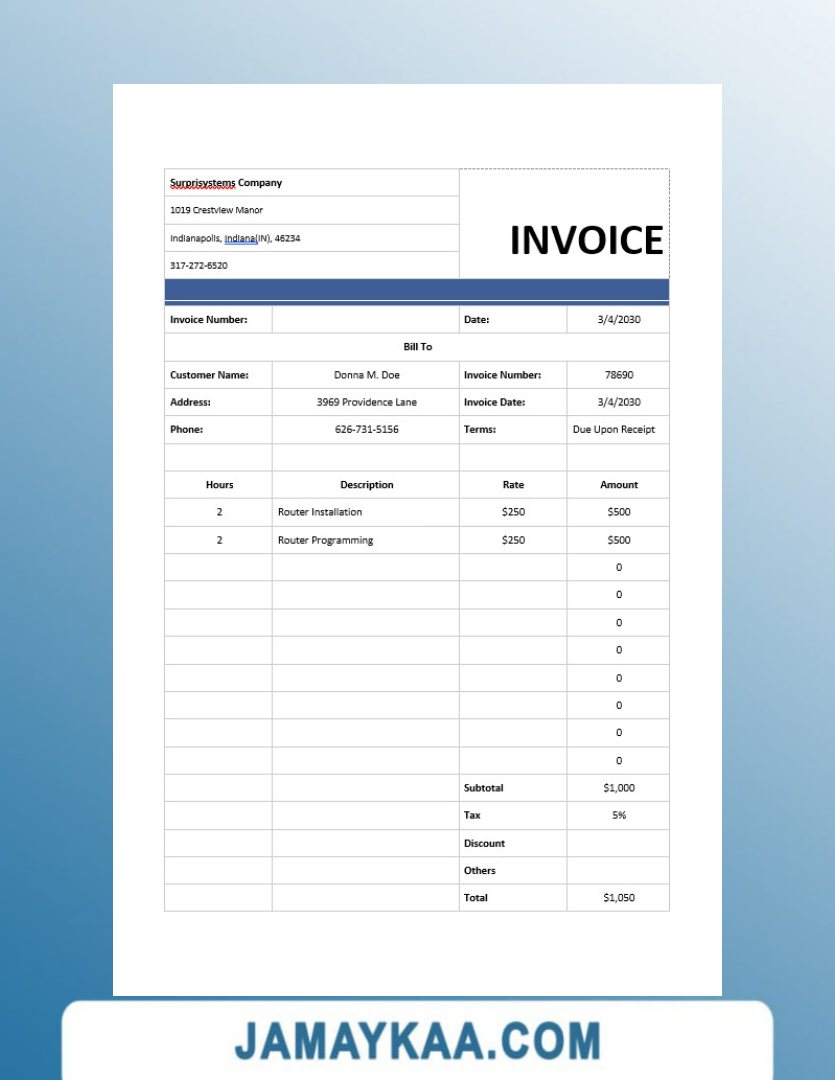 Surprisystems Company
1019 Crestview Manor
INVOICE
Indianapolis, Indiana(IN), 46234
317-272-6520
Invoice Number: Date: 3/4/2030
Bill To
Customer Name: Donna M. Doe Invoice Number: 78690
Address: 3969 Providence Lane Invoice Date: 3/4/2030
Phone: 626-731-5156 Terms: Due Upon Receipt
Hours Description Rate Amount
2 Router Installation $250 $500
2 Router Programming $250 $500
0
0
0
0
0
0
0
0
Subtotal $1,000
Tax 5%
Discount
Others
Total $1,050
JAMAYKAA.COM